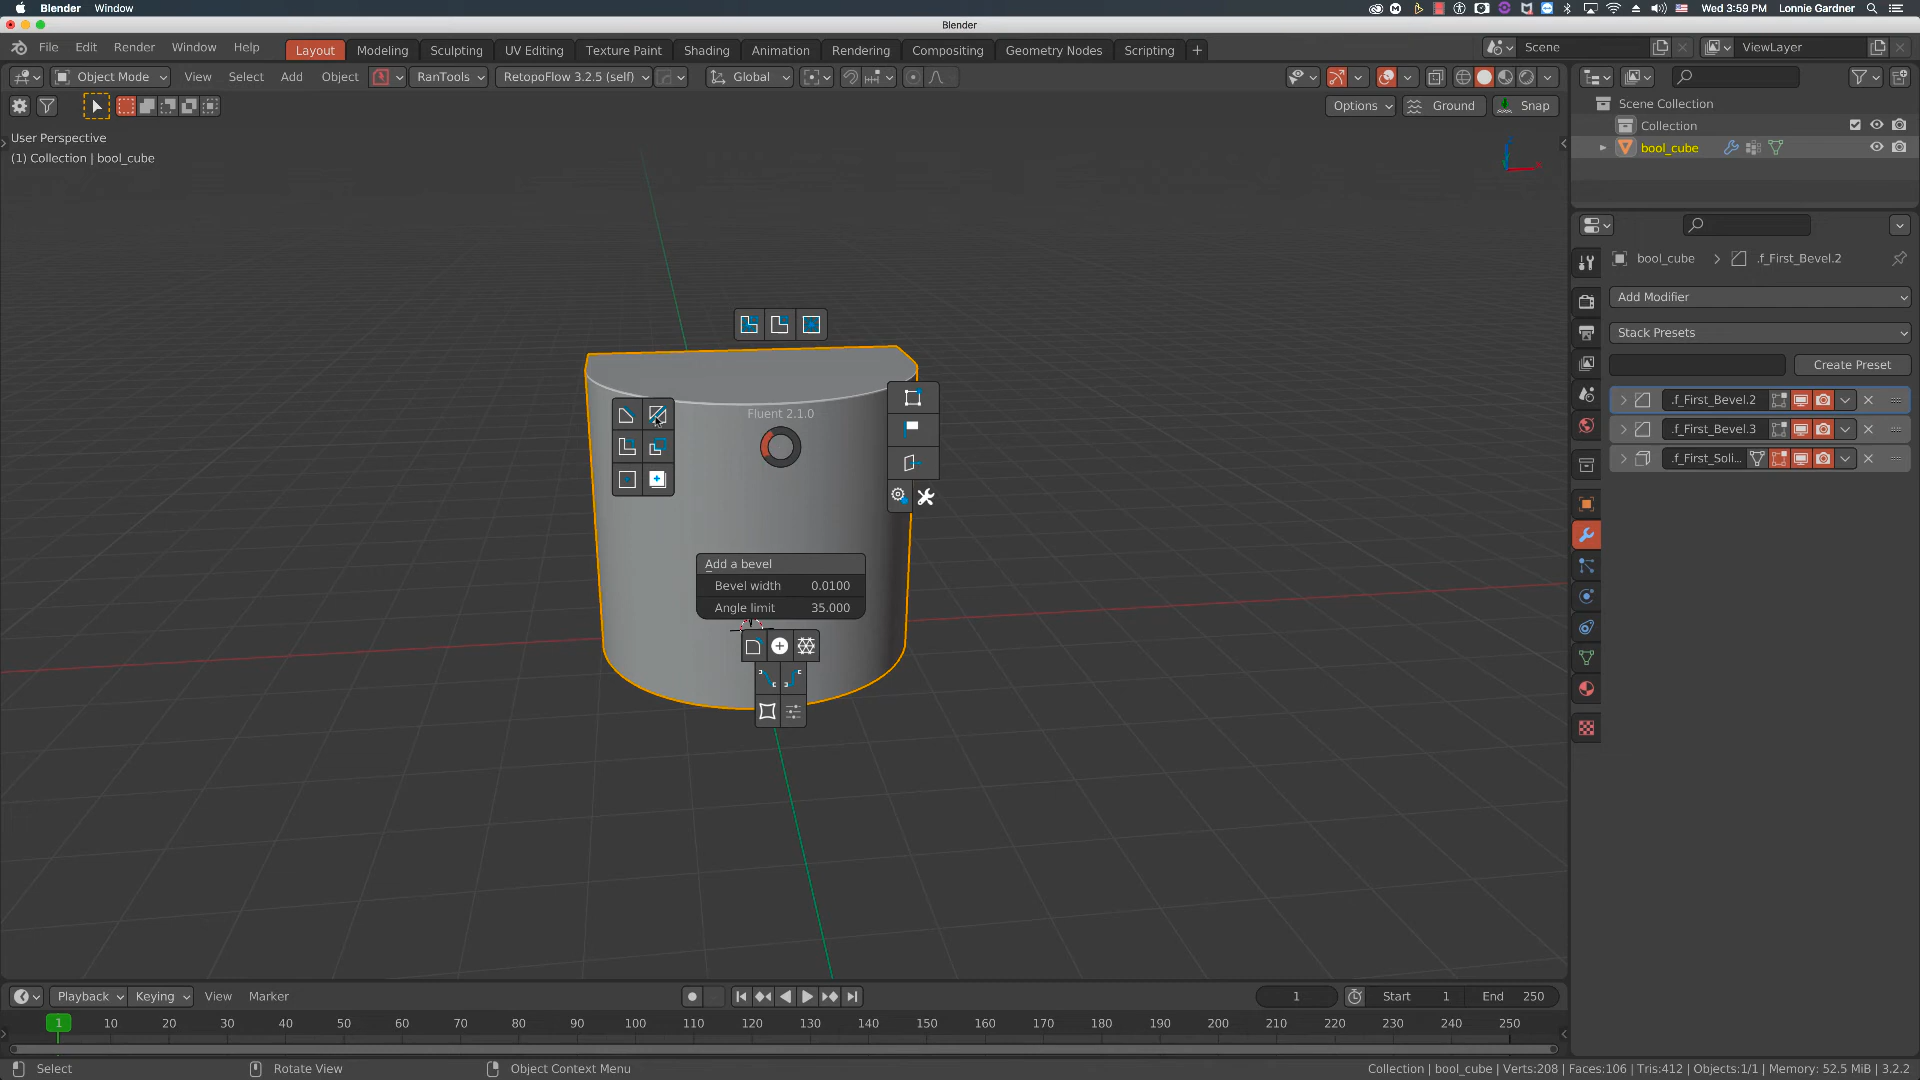 Blender Window
Wed 3:59 PM Lonnie Gardner
Blender
File Edit Render Window Help
Layout Modeling Sculpting UV Editing Texture Paint Shading Animation Rendering Compositing Geometry Nodes Scripting +
Scene ViewLayer
Object Mode View Select Add Object RanTools RetopoFlow 3.2.5 (self) Global
Options Ground Snap
Scene Collection
Collection
bool_cube
User Perspective
(1) Collection | bool_cube
bool_cube > .f_First_Bevel.2
Add Modifier
Stack Presets
Create Preset
.f_First_Bevel.2
.f_First_Bevel.3
.f_First_Soli...
Fluent 2.1.0
Add a bevel
Bevel width 0.0100
Angle limit 35.000
Playback Keying View Marker
1 Start 1 End 250
1 10 20 30 40 50 60 70 80 90 100 110 120 130 140 150 160 170 180 190 200 210 220 230 240 250
Select Rotate View Object Context Menu
Collection | bool_cube | Verts:208 | Faces:106 | Tris:412 | Objects:1/1 | Memory: 52.5 MiB | 3.2.2